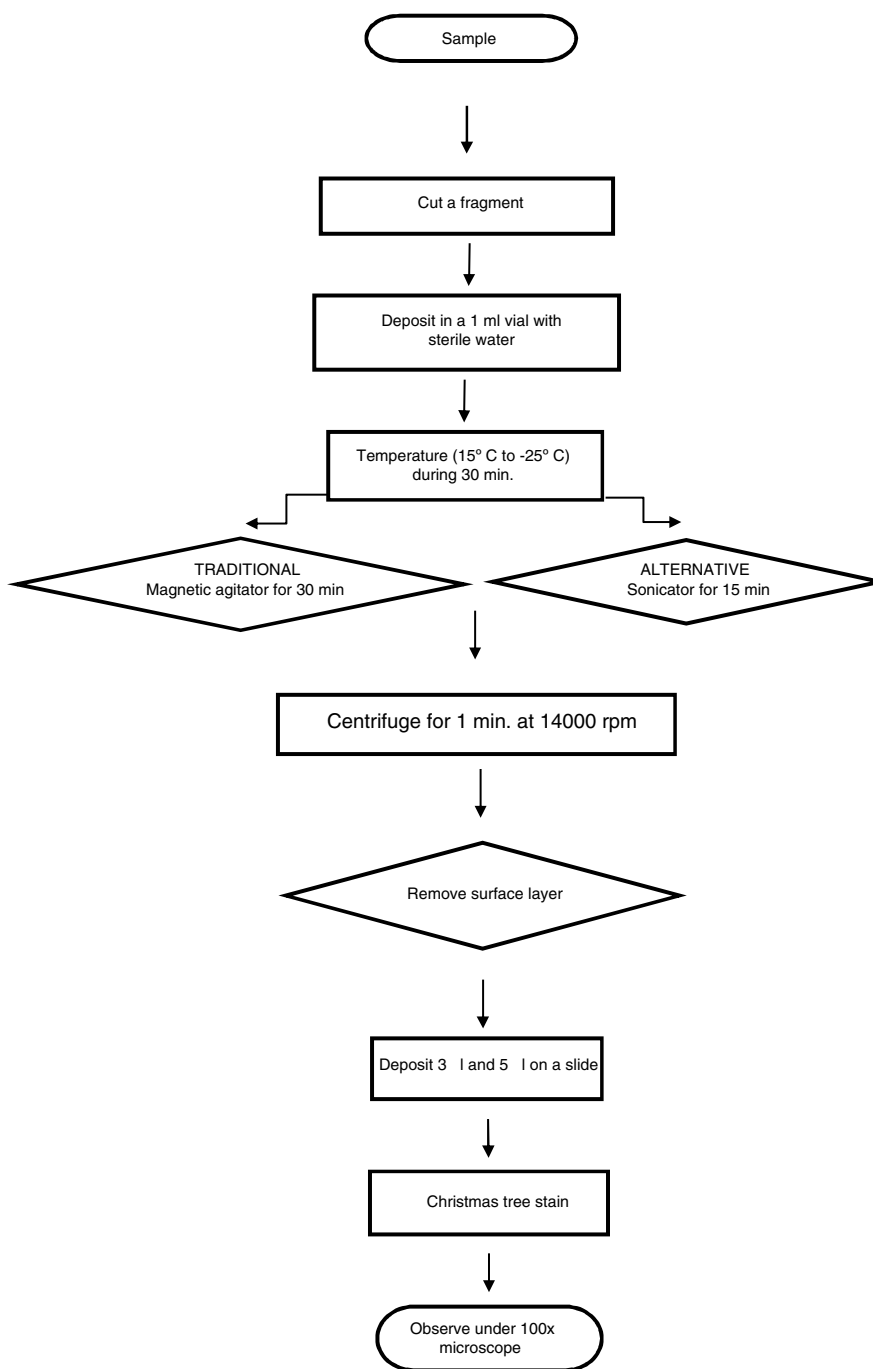 Sample
Cut a fragment
Deposit in a 1 ml vial with
sterile water
Temperature (15º C to -25º C)
during 30 min.
TRADITIONAL
Magnetic agitator for 30 min
ALTERNATIVE
Sonicator for 15 min
Centrifuge for 1 min. at 14000 rpm
Remove surface layer
Deposit 3 l and 5 l on a slide
Christmas tree stain
Observe under 100x
microscope